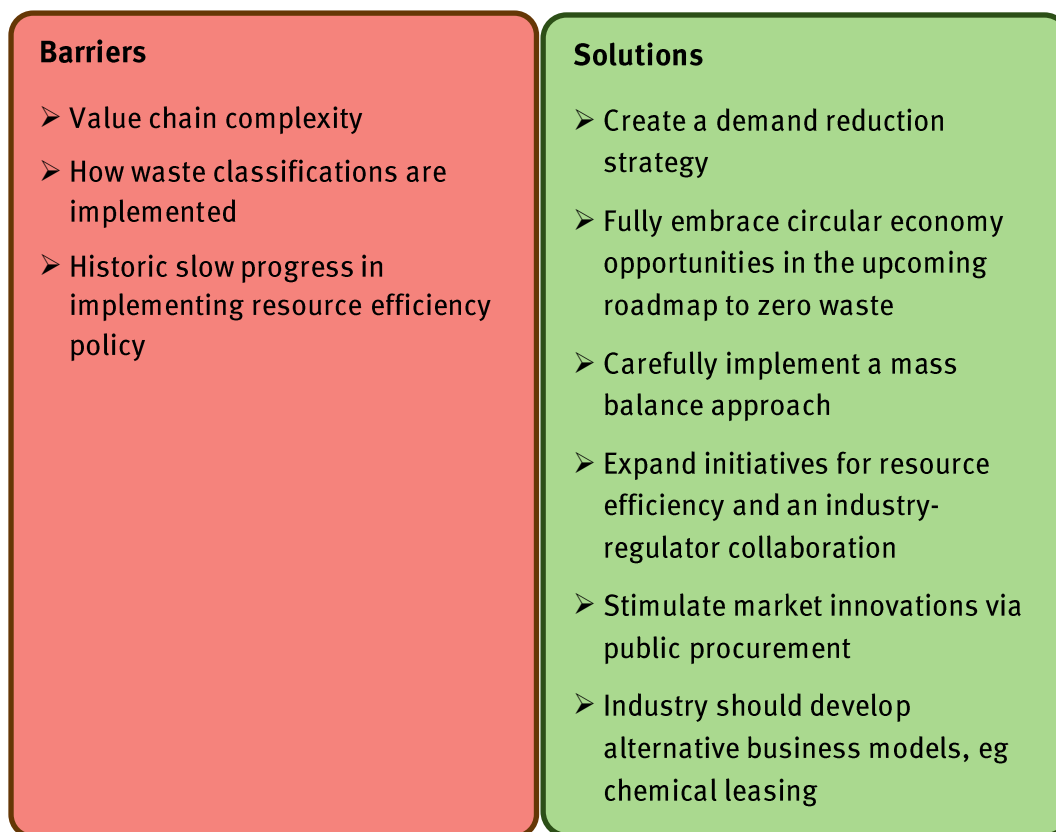 Barriers
➢ Value chain complexity
➢ How waste classifications are
implemented
➢ Historic slow progress in
implementing resource efficiency
policy
Solutions
➢ Create a demand reduction
strategy
➢ Fully embrace circular economy
opportunities in the upcoming
roadmap to zero waste
➢ Carefully implement a mass
balance approach
➢ Expand initiatives for resource
efficiency and an industry-
regulator collaboration
➢ Stimulate market innovations via
public procurement
➢ Industry should develop
alternative business models, eg
chemical leasing